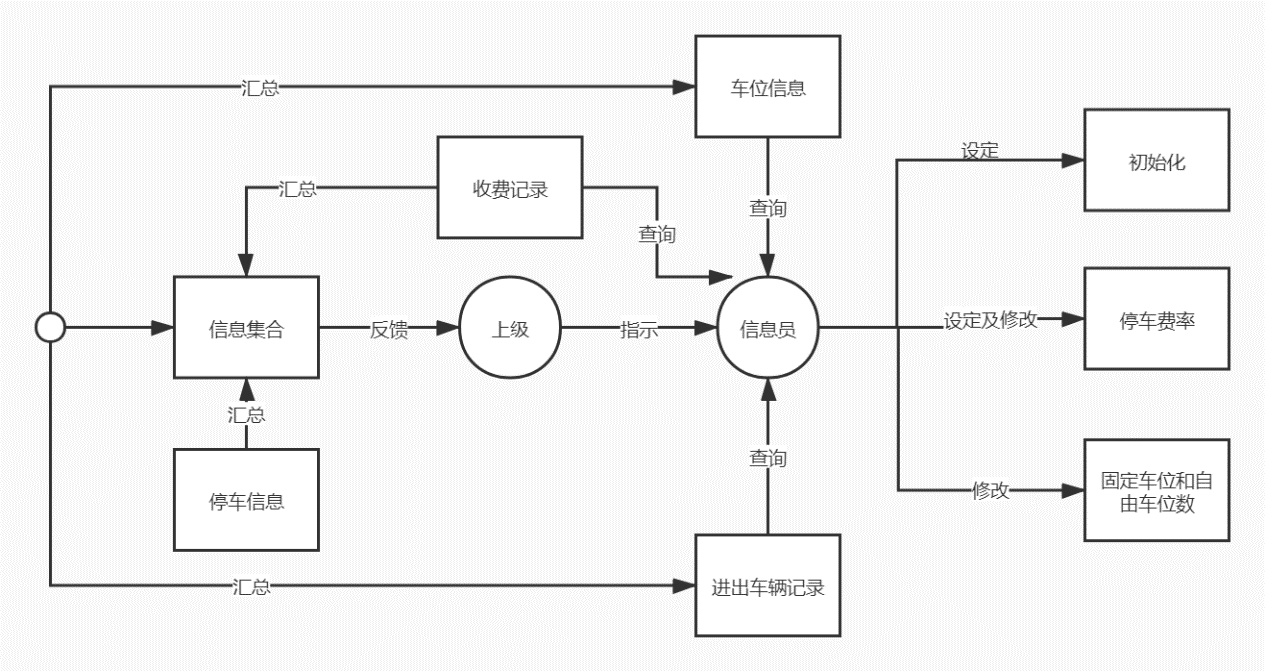 汇总
车位信息
设定
初始化
汇总
收费记录
查询
查询
信息集合
反馈
上级
指示
信息员
设定及修改
停车费率
汇总
停车信息
查询
修改
固定车位和自
由车位数
汇总
进出车辆记录